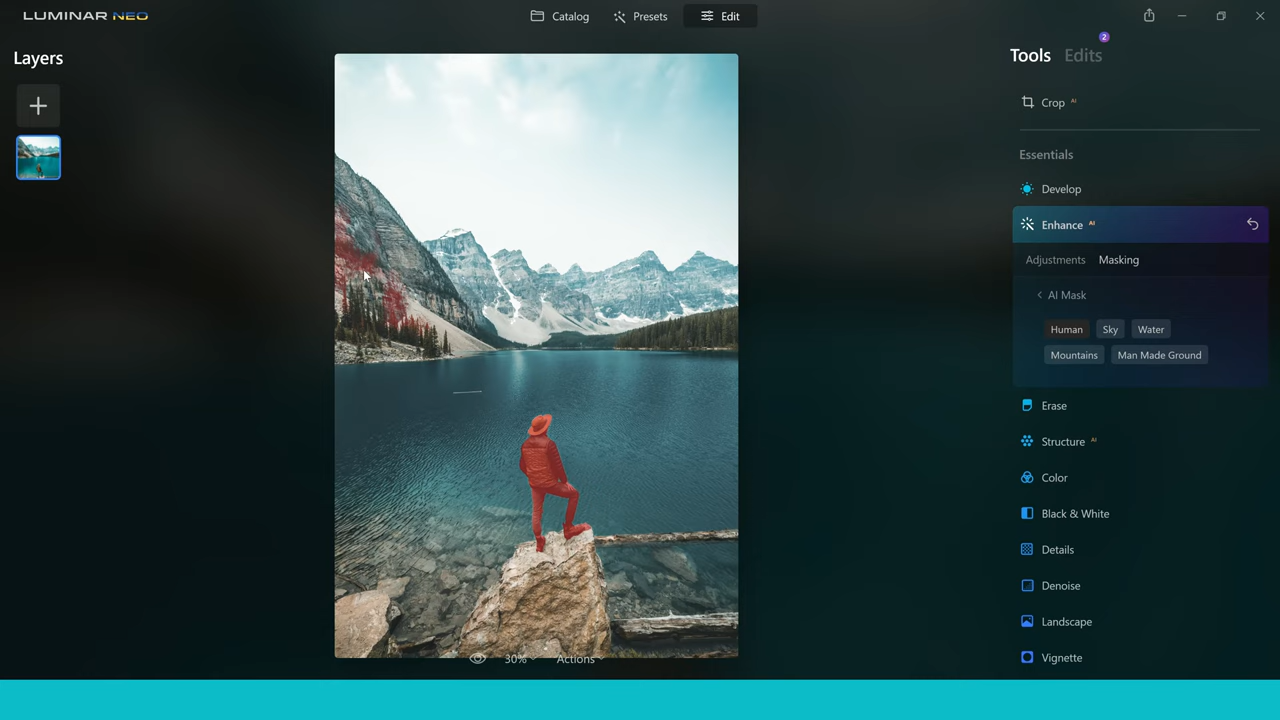 LUMINAR NEO
Catalog
Presets
Edit
Layers
2
Tools Edits
Crop AI
Essentials
Develop
Enhance AI
Adjustments Masking
AI Mask
Human Sky Water
Mountains Man Made Ground
Erase
Structure AI
Color
Black & White
Details
Denoise
Landscape
Vignette
30% Actions